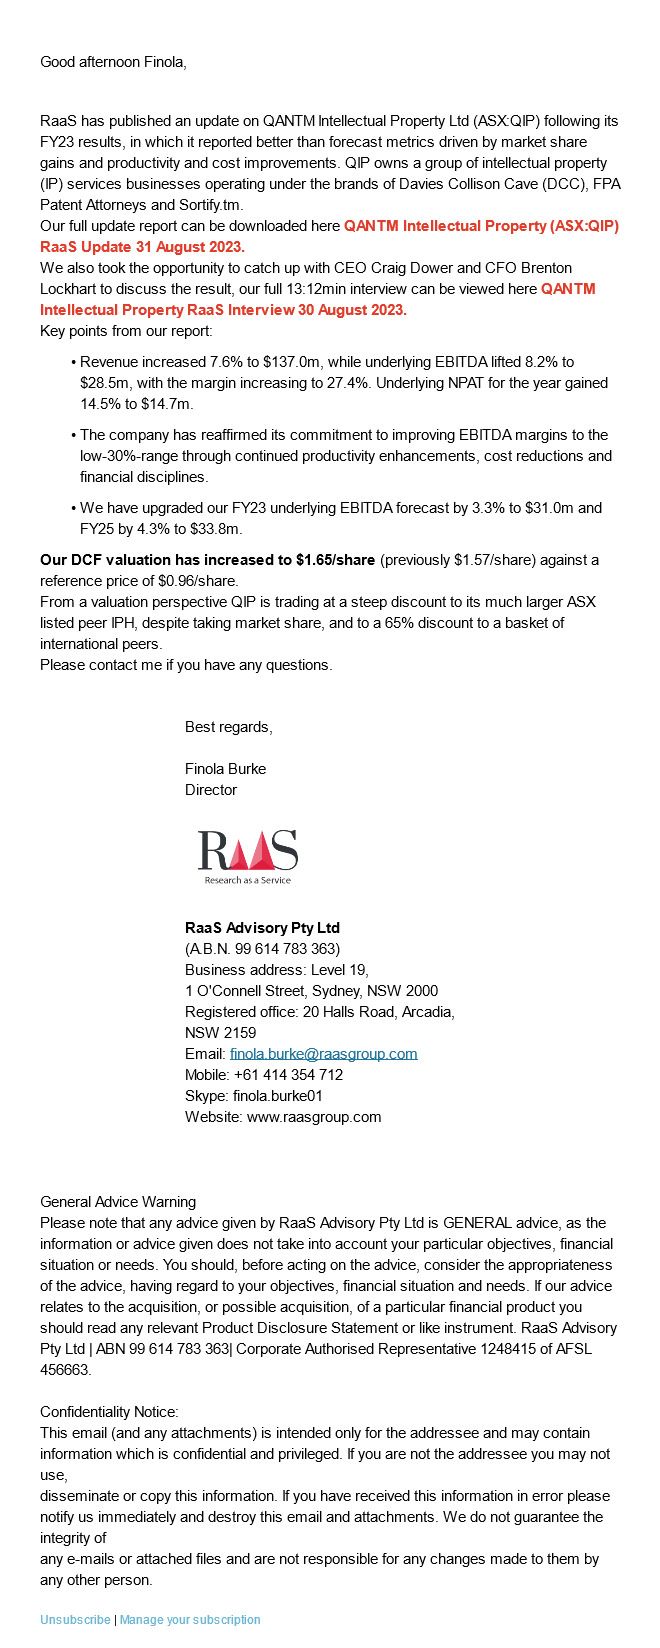 Good afternoon Finola,
RaaS has published an update on QANTM Intellectual Property Ltd (ASX:QIP) following its
FY23 results, in which it reported better than forecast metrics driven by market share
gains and productivity and cost improvements. QIP owns a group of intellectual property
(IP) services businesses operating under the brands of Davies Collison Cave (DCC), FPA
Patent Attorneys and Sortify.tm.
Our full update report can be downloaded here QANTM Intellectual Property (ASX:QIP)
RaaS Update 31 August 2023.
We also took the opportunity to catch up with CEO Craig Dower and CFO Brenton
Lockhart to discuss the result, our full 13:12min interview can be viewed here QANTM
Intellectual Property RaaS Interview 30 August 2023.
Key points from our report:
• Revenue increased 7.6% to $137.0m, while underlying EBITDA lifted 8.2% to
$28.5m, with the margin increasing to 27.4%. Underlying NPAT for the year gained
14.5% to $14.7m.
• The company has reaffirmed its commitment to improving EBITDA margins to the
low-30%-range through continued productivity enhancements, cost reductions and
financial disciplines.
• We have upgraded our FY23 underlying EBITDA forecast by 3.3% to $31.0m and
FY25 by 4.3% to $33.8m.
Our DCF valuation has increased to $1.65/share (previously $1.57/share) against a
reference price of $0.96/share.
From a valuation perspective QIP is trading at a steep discount to its much larger ASX
listed peer IPH, despite taking market share, and to a 65% discount to a basket of
international peers.
Please contact me if you have any questions.
Best regards,
Finola Burke
Director
RAAS
Research as a Service
RaaS Advisory Pty Ltd
(A.B.N. 99 614 783 363)
Business address: Level 19,
1 O'Connell Street, Sydney, NSW 2000
Registered office: 20 Halls Road, Arcadia,
NSW 2159
Email: finola.burke@raasgroup.com
Mobile: +61 414 354 712
Skype: finola.burke01
Website: www.raasgroup.com
General Advice Warning
Please note that any advice given by RaaS Advisory Pty Ltd is GENERAL advice, as the
information or advice given does not take into account your particular objectives, financial
situation or needs. You should, before acting on the advice, consider the appropriateness
of the advice, having regard to your objectives, financial situation and needs. If our advice
relates to the acquisition, or possible acquisition, of a particular financial product you
should read any relevant Product Disclosure Statement or like instrument. RaaS Advisory
Pty Ltd | ABN 99 614 783 363| Corporate Authorised Representative 1248415 of AFSL
456663.
Confidentiality Notice:
This email (and any attachments) is intended only for the addressee and may contain
information which is confidential and privileged. If you are not the addressee you may not
use,
disseminate or copy this information. If you have received this information in error please
notify us immediately and destroy this email and attachments. We do not guarantee the
integrity of
any e-mails or attached files and are not responsible for any changes made to them by
any other person.
Unsubscribe | Manage your subscription